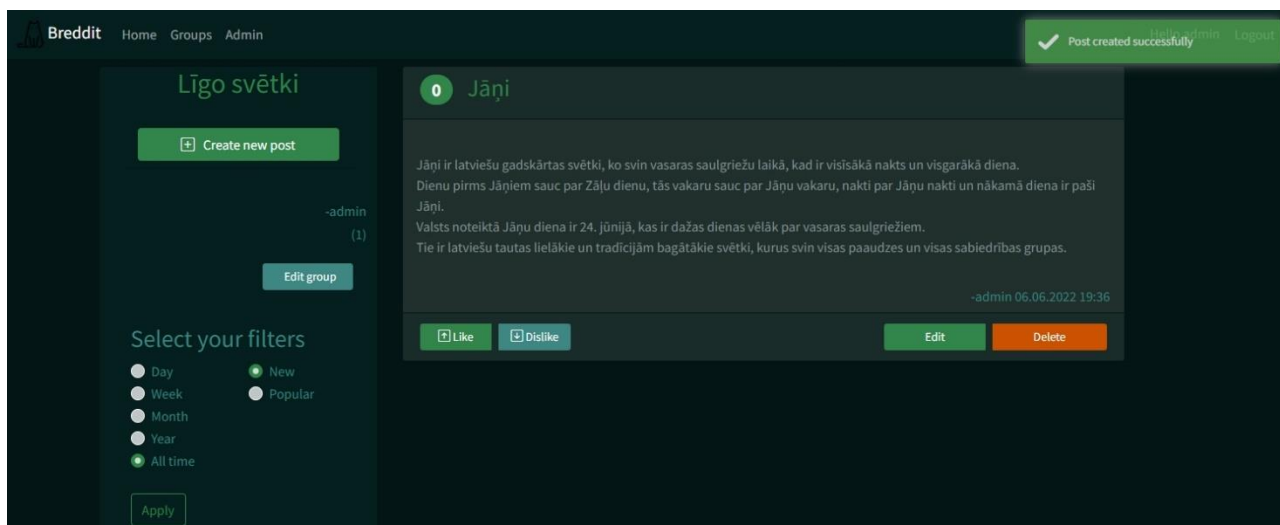 Breddit Home Groups Admin Hello admin Logout
Post created successfully
Līgo svētki
Create new post
-admin
(1)
Edit group
Select your filters
Day New
Week Popular
Month
Year
All time
Apply
0 Jāņi
Jāņi ir latviešu gadskārtas svētki, ko svin vasaras saulgriežu laikā, kad ir visīsākā nakts un visgarākā diena.
Dienu pirms Jāņiem sauc par Zāļu dienu, tās vakaru sauc par Jāņu vakaru, nakti par Jāņu nakti un nākamā diena ir paši
Jāņi.
Valsts noteiktā Jāņu diena ir 24. jūnijā, kas ir dažas dienas vēlāk par vasaras saulgriežiem.
Tie ir latviešu tautas lielākie un tradīcijām bagātākie svētki, kurus svin visas paaudzes un visas sabiedrības grupas.
-admin 06.06.2022 19:36
Like Dislike Edit Delete